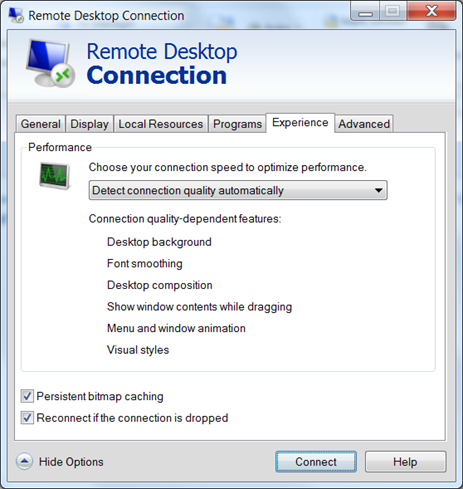 Remote Desktop Connection
Remote Desktop
Connection
General Display Local Resources Programs Experience Advanced
Performance
Choose your connection speed to optimize performance.
Detect connection quality automatically
Connection quality-dependent features:
Desktop background
Font smoothing
Desktop composition
Show window contents while dragging
Menu and window animation
Visual styles
Persistent bitmap caching
Reconnect if the connection is dropped
Hide Options Connect Help